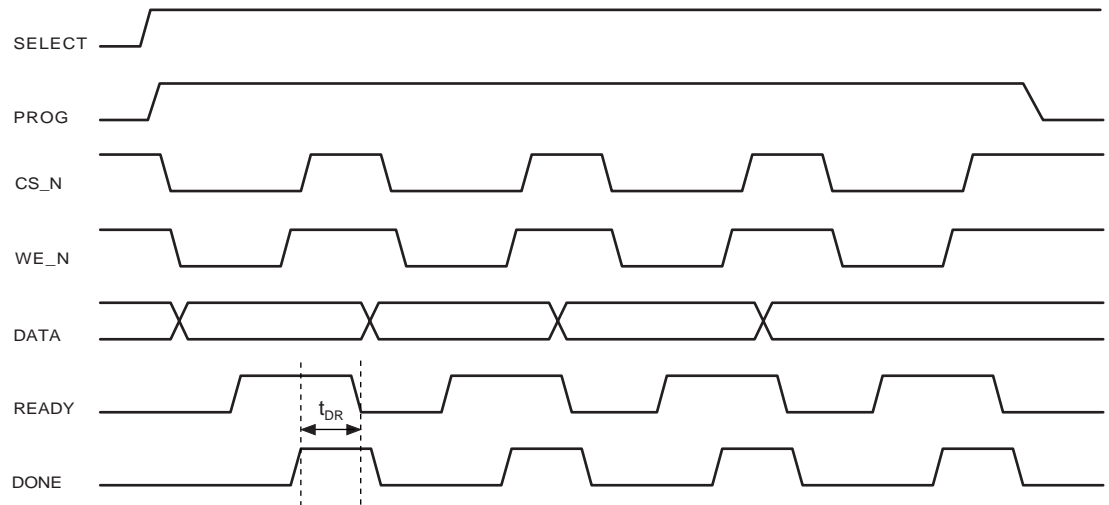 SELECT
PROG
CS_N
WE_N
DATA
READY
tDR
DONE